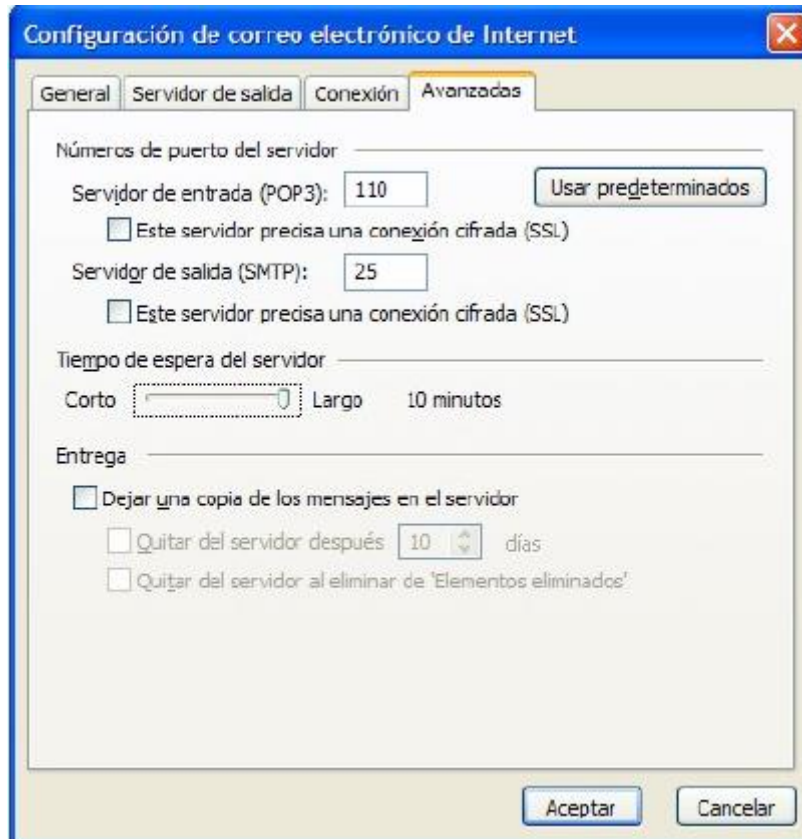 Configuración de correo electrónico de Internet
General Servidor de salida Conexión Avanzadas
Números de puerto del servidor
Servidor de entrada (POP3): 110 Usar predeterminados
Este servidor precisa una conexión cifrada (SSL)
Servidor de salida (SMTP): 25
Este servidor precisa una conexión cifrada (SSL)
Tiempo de espera del servidor
Corto Largo 10 minutos
Entrega
Dejar una copia de los mensajes en el servidor
Quitar del servidor después 10 días
Quitar del servidor al eliminar de 'Elementos eliminados'
Aceptar Cancelar